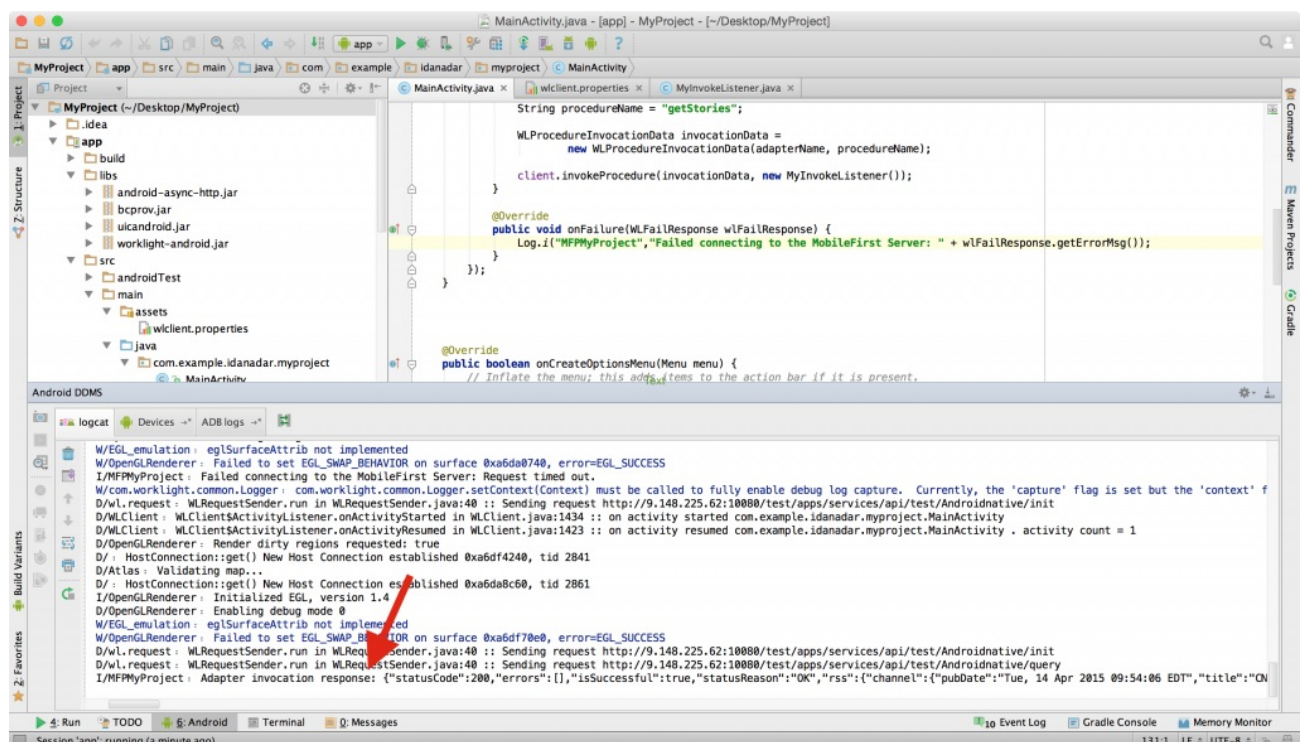 MainActivity.java - [app] - MyProject - [~/Desktop/MyProject]
app
MyProject app src main java com example idanadar myproject MainActivity
Project
MainActivity.java wlclient.properties MyInvokeListener.java
1: Project
Z: Structure
Build Variants
2: Favorites
Commander
Maven Projects
Gradle
MyProject (~/Desktop/MyProject)
.idea
app
build
libs
android-async-http.jar
bcprov.jar
uicandroid.jar
worklight-android.jar
src
androidTest
main
assets
wlclient.properties
java
com.example.idanadar.myproject
MainActivity
String procedureName = "getStories";
WLProcedureInvocationData invocationData =
new WLProcedureInvocationData(adapterName, procedureName);
client.invokeProcedure(invocationData, new MyInvokeListener());
}
@Override
public void onFailure(WLFailResponse wlFailResponse) {
Log.i("MFPMyProject","Failed connecting to the MobileFirst Server: " + wlFailResponse.getErrorMsg());
}
});
}
@Override
public boolean onCreateOptionsMenu(Menu menu) {
// Inflate the menu; this adds items to the action bar if it is present.
Text
Android DDMS
logcat Devices ADB logs
W/EGL_emulation: eglSurfaceAttrib not implemented
W/OpenGLRenderer: Failed to set EGL_SWAP_BEHAVIOR on surface 0xa6da0740, error=EGL_SUCCESS
I/MFPMyProject: Failed connecting to the MobileFirst Server: Request timed out.
W/com.worklight.common.Logger: com.worklight.common.Logger.setContext(Context) must be called to fully enable debug log capture. Currently, the 'capture' flag is set but the 'context' f
D/wl.request: WLRequestSender.run in WLRequestSender.java:40 :: Sending request http://9.148.225.62:10080/test/apps/services/api/test/Androidnative/init
D/WLClient: WLClient$ActivityListener.onActivityStarted in WLClient.java:1434 :: on activity started com.example.idanadar.myproject.MainActivity
D/WLClient: WLClient$ActivityListener.onActivityResumed in WLClient.java:1423 :: on activity resumed com.example.idanadar.myproject.MainActivity . activity count = 1
D/OpenGLRenderer: Render dirty regions requested: true
D/: HostConnection::get() New Host Connection established 0xa6df4240, tid 2841
D/Atlas: Validating map...
D/: HostConnection::get() New Host Connection established 0xa6da8c60, tid 2861
I/OpenGLRenderer: Initialized EGL, version 1.4
D/OpenGLRenderer: Enabling debug mode 0
W/EGL_emulation: eglSurfaceAttrib not implemented
W/OpenGLRenderer: Failed to set EGL_SWAP_BEHAVIOR on surface 0xa6df70e0, error=EGL_SUCCESS
D/wl.request: WLRequestSender.run in WLRequestSender.java:40 :: Sending request http://9.148.225.62:10080/test/apps/services/api/test/Androidnative/init
D/wl.request: WLRequestSender.run in WLRequestSender.java:40 :: Sending request http://9.148.225.62:10080/test/apps/services/api/test/Androidnative/query
I/MFPMyProject: Adapter invocation response: {"statusCode":200,"errors":[],"isSuccessful":true,"statusReason":"OK","rss":{"channel":{"pubDate":"Tue, 14 Apr 2015 09:54:06 EDT","title":"CN
4: Run TODO 6: Android Terminal 0: Messages 10 Event Log Gradle Console Memory Monitor
Session 'app': running (a minute ago) 131:1 LF UTF-8